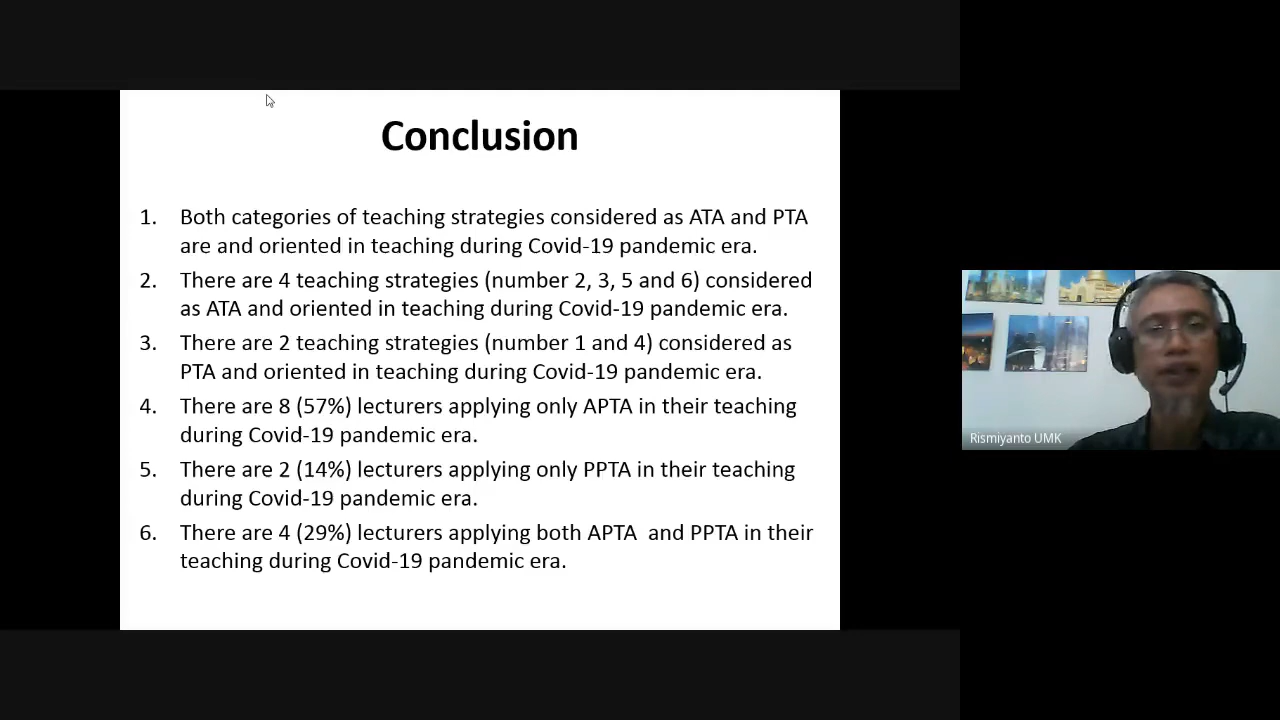 Conclusion
1. Both categories of teaching strategies considered as ATA and PTA
are and oriented in teaching during Covid-19 pandemic era.
2. There are 4 teaching strategies (number 2, 3, 5 and 6) considered
as ATA and oriented in teaching during Covid-19 pandemic era.
3. There are 2 teaching strategies (number 1 and 4) considered as
PTA and oriented in teaching during Covid-19 pandemic era.
4. There are 8 (57%) lecturers applying only APTA in their teaching
during Covid-19 pandemic era.
5. There are 2 (14%) lecturers applying only PPTA in their teaching
during Covid-19 pandemic era.
6. There are 4 (29%) lecturers applying both APTA  and PPTA in their
teaching during Covid-19 pandemic era.
Rismiyanto UMK